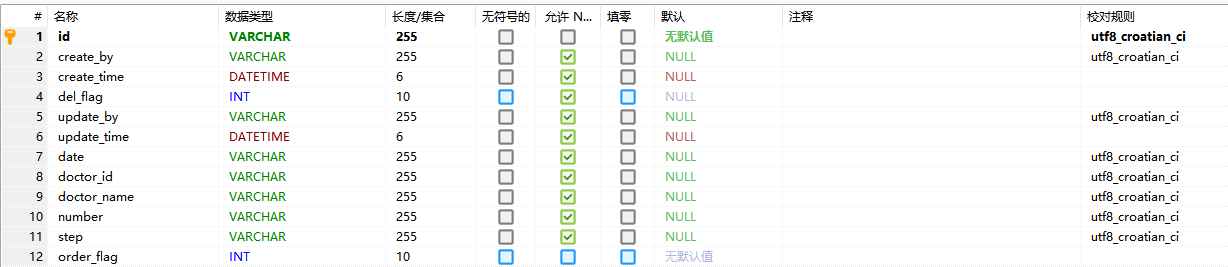 # 名称 数据类型 长度/集合 无符号的 允许 N... 填零 默认 注释 校对规则
1 id VARCHAR 255 无默认值 utf8_croatian_ci
2 create_by VARCHAR 255 NULL utf8_croatian_ci
3 create_time DATETIME 6 NULL
4 del_flag INT 10 NULL
5 update_by VARCHAR 255 NULL utf8_croatian_ci
6 update_time DATETIME 6 NULL
7 date VARCHAR 255 NULL utf8_croatian_ci
8 doctor_id VARCHAR 255 NULL utf8_croatian_ci
9 doctor_name VARCHAR 255 NULL utf8_croatian_ci
10 number VARCHAR 255 NULL utf8_croatian_ci
11 step VARCHAR 255 NULL utf8_croatian_ci
12 order_flag INT 10 无默认值